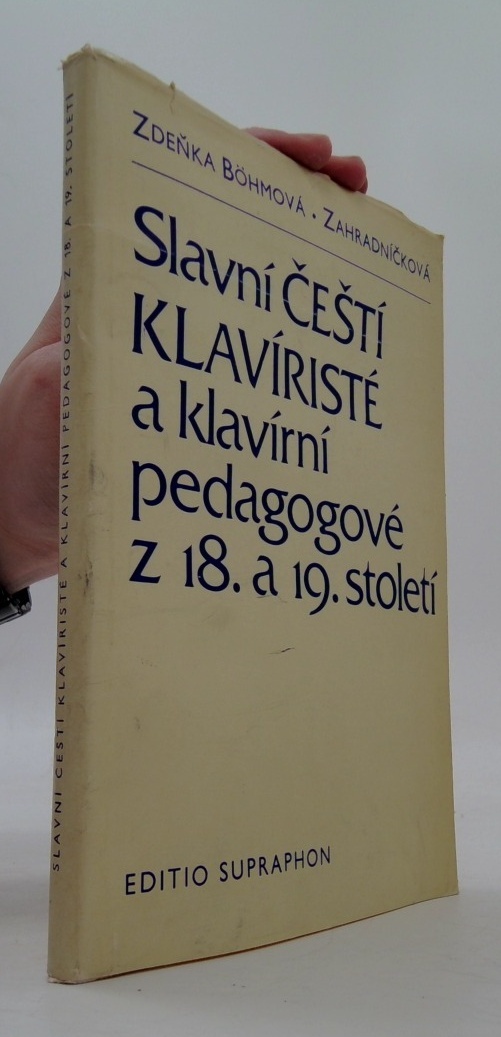 Zdeňka Böhmová • Zahradníčková
Slavní ČEŠTÍ
KLAVÍRISTÉ
a klavírní
pedagogové
z 18. a 19. století
EDITIO SUPRAPHON
SLAVNÍ ČEŠTÍ KLAVÍRISTÉ A KLAVÍRNÍ PEDAGOGOVÉ Z 18. A 19. STOLETÍ